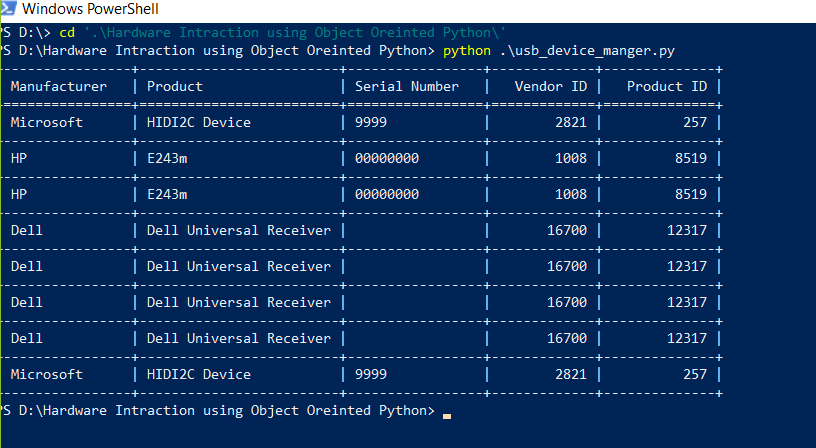 Windows PowerShell
PS D:\> cd '.\Hardware Intraction using Object Oreinted Python\'
PS D:\Hardware Intraction using Object Oreinted Python> python .\usb_device_manger.py
Manufacturer | Product | Serial Number | Vendor ID | Product ID |
Microsoft | HIDI2C Device | 9999 | 2821 | 257 |
HP | E243m | 00000000 | 1008 | 8519 |
HP | E243m | 00000000 | 1008 | 8519 |
Dell | Dell Universal Receiver | | 16700 | 12317 |
Dell | Dell Universal Receiver | | 16700 | 12317 |
Dell | Dell Universal Receiver | | 16700 | 12317 |
Dell | Dell Universal Receiver | | 16700 | 12317 |
Microsoft | HIDI2C Device | 9999 | 2821 | 257 |
PS D:\Hardware Intraction using Object Oreinted Python>